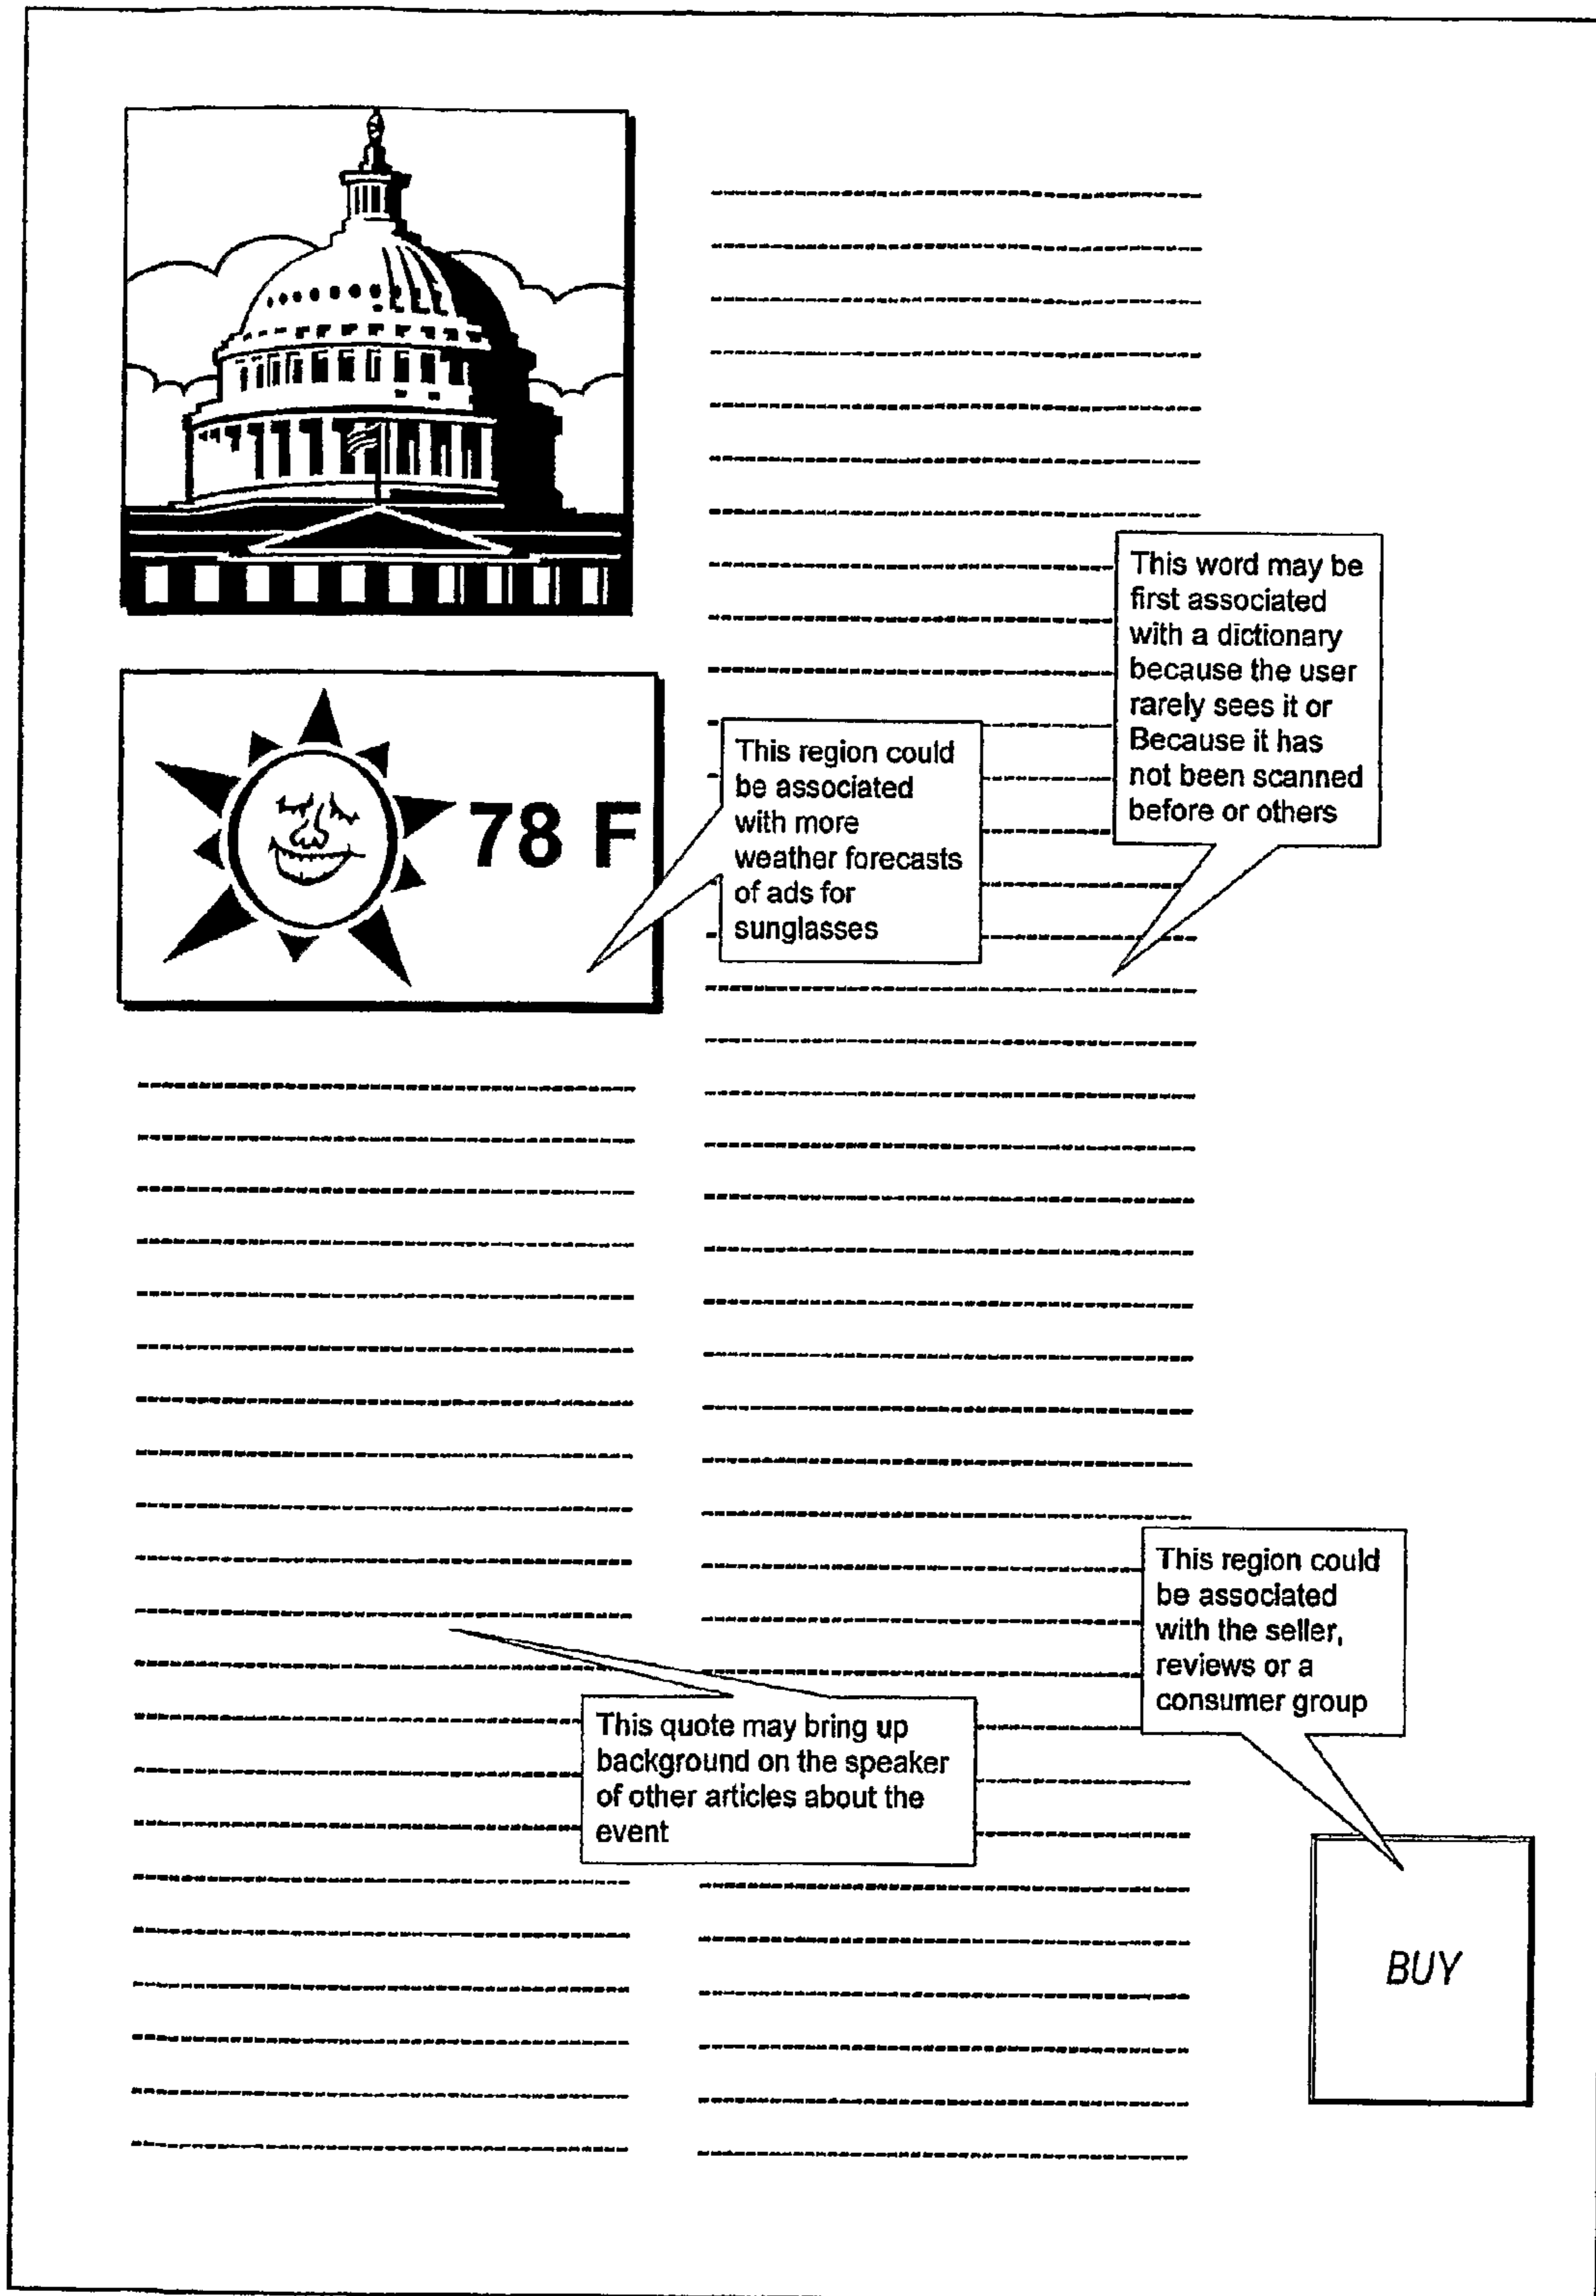 This word may be
first associated
with a dictionary
because the user
rarely sees it or
Because it has
not been scanned
before or others
78 F
This region could
be associated
with more
weather forecasts
of ads for
sunglasses
This region could
be associated
with the seller,
reviews or a
consumer group
This quote may bring up
background on the speaker
of other articles about the
event
BUY